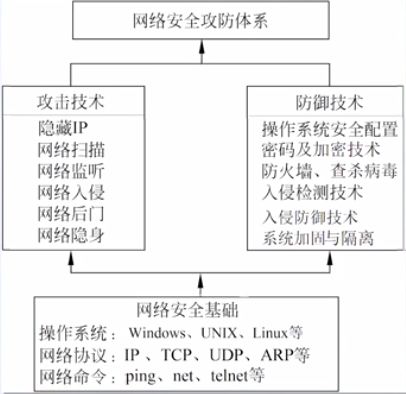 网络安全攻防体系
攻击技术
隐藏IP
网络扫描
网络监听
网络入侵
网络后门
网络隐身
防御技术
操作系统安全配置
密码及加密技术
防火墙、查杀病毒
入侵检测技术
入侵防御技术
系统加固与隔离
网络安全基础
操作系统：Windows、UNIX、Linux等
网络协议：IP 、TCP、UDP、ARP等
网络命令：ping、net、telnet等